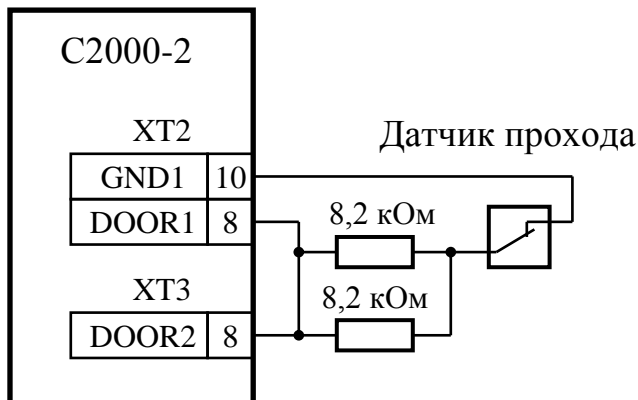 С2000-2
XT2
Датчик прохода
GND1 10
DOOR1 8
8,2 кОм
XT3
8,2 кОм
DOOR2 8